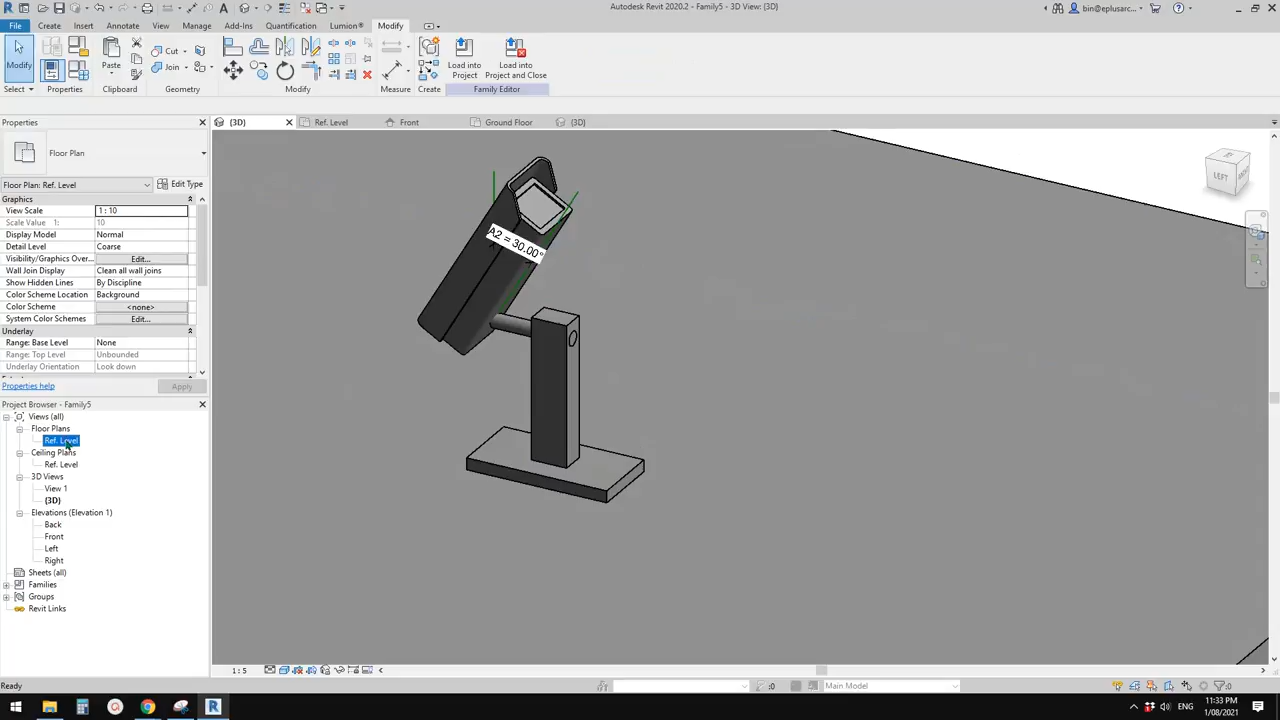 Autodesk Revit 2020.2 - Family5 - 3D View: {3D}
bin@eplusarc...
File Create Insert Annotate View Manage Add-Ins Quantification Lumion® Modify
Modify
Paste
Cut
Join
Load into Project
Load into Project and Close
Select Properties Clipboard Geometry Modify Measure Create Family Editor
Properties
Floor Plan
Floor Plan: Ref. Level
Edit Type
Graphics
View Scale 1 : 10
Scale Value 1: 10
Display Model Normal
Detail Level Coarse
Visibility/Graphics Over... Edit...
Wall Join Display Clean all wall joins
Show Hidden Lines By Discipline
Color Scheme Location Background
Color Scheme <none>
System Color Schemes Edit...
Underlay
Range: Base Level None
Range: Top Level Unbounded
Underlay Orientation Look down
Properties help
Apply
Project Browser - Family5
Views (all)
Floor Plans
Ref. Level
Ceiling Plans
Ref. Level
3D Views
View 1
{3D}
Elevations (Elevation 1)
Back
Front
Left
Right
Sheets (all)
Families
Groups
Revit Links
{3D} Ref. Level Front Ground Floor {3D}
A2 = 30.00°
LEFT
1 : 5
Ready
:0
Main Model
:0
ENG
11:33 PM
1/08/2021